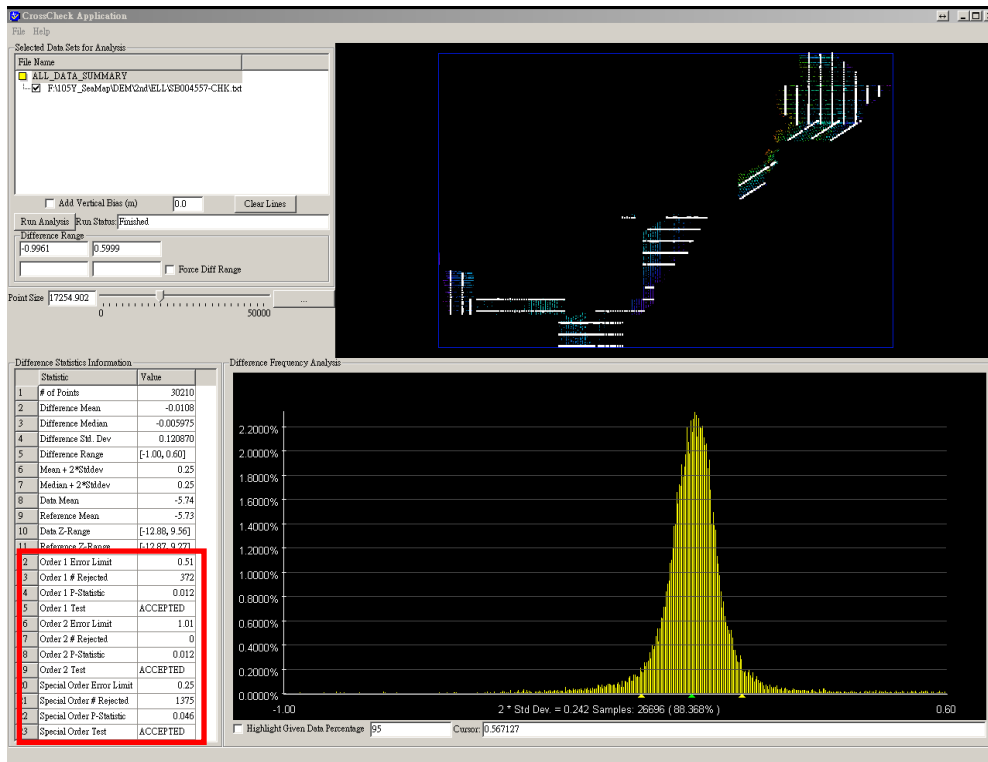 CrossCheck Application
File Help
Selected Data Sets for Analysis
File Name
ALL_DATA_SUMMARY
F:\105Y_SeaMap\DEM\2nd\ELL\SB004557-CHK.txt
Add Vertical Bias (m) 0.0 Clear Lines
Run Analysis Run Status: Finished
Difference Range
-0.9961 0.5999
Force Diff Range
Point Size 17254.902 ...
0 50000
Difference Statistics Information
Statistic Value
1 # of Points 30210
2 Difference Mean -0.0108
3 Difference Median -0.005975
4 Difference Std. Dev 0.120870
5 Difference Range [-1.00, 0.60]
6 Mean + 2*Stddev 0.25
7 Median + 2*Stddev 0.25
8 Data Mean -5.74
9 Reference Mean -5.73
10 Data Z-Range [-12.88, 9.56]
11 Reference Z-Range [-12.87, 9.27]
2 Order 1 Error Limit 0.51
3 Order 1 # Rejected 372
4 Order 1 P-Statistic 0.012
5 Order 1 Test ACCEPTED
6 Order 2 Error Limit 1.01
7 Order 2 # Rejected 0
8 Order 2 P-Statistic 0.012
9 Order 2 Test ACCEPTED
0 Special Order Error Limit 0.25
1 Special Order # Rejected 1375
2 Special Order P-Statistic 0.046
3 Special Order Test ACCEPTED
Difference Frequency Analysis
2.2000%
2.0000%
1.8000%
1.6000%
1.4000%
1.2000%
1.0000%
0.8000%
0.6000%
0.4000%
0.2000%
0.0000%
-1.00 2 * Std Dev. = 0.242 Samples: 26696 ( 88.368% ) 0.60
Highlight Given Data Percentage 95 Cursor: 0.567127